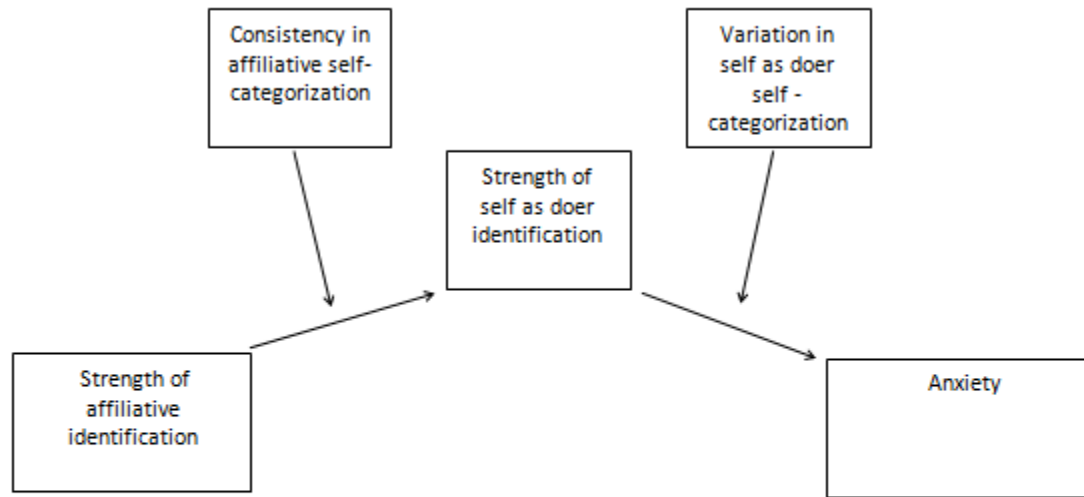 Consistency in
affiliative self-
categorization
Variation in
self as doer
self -
categorization
Strength of
self as doer
identification
Strength of
affiliative
identification
Anxiety